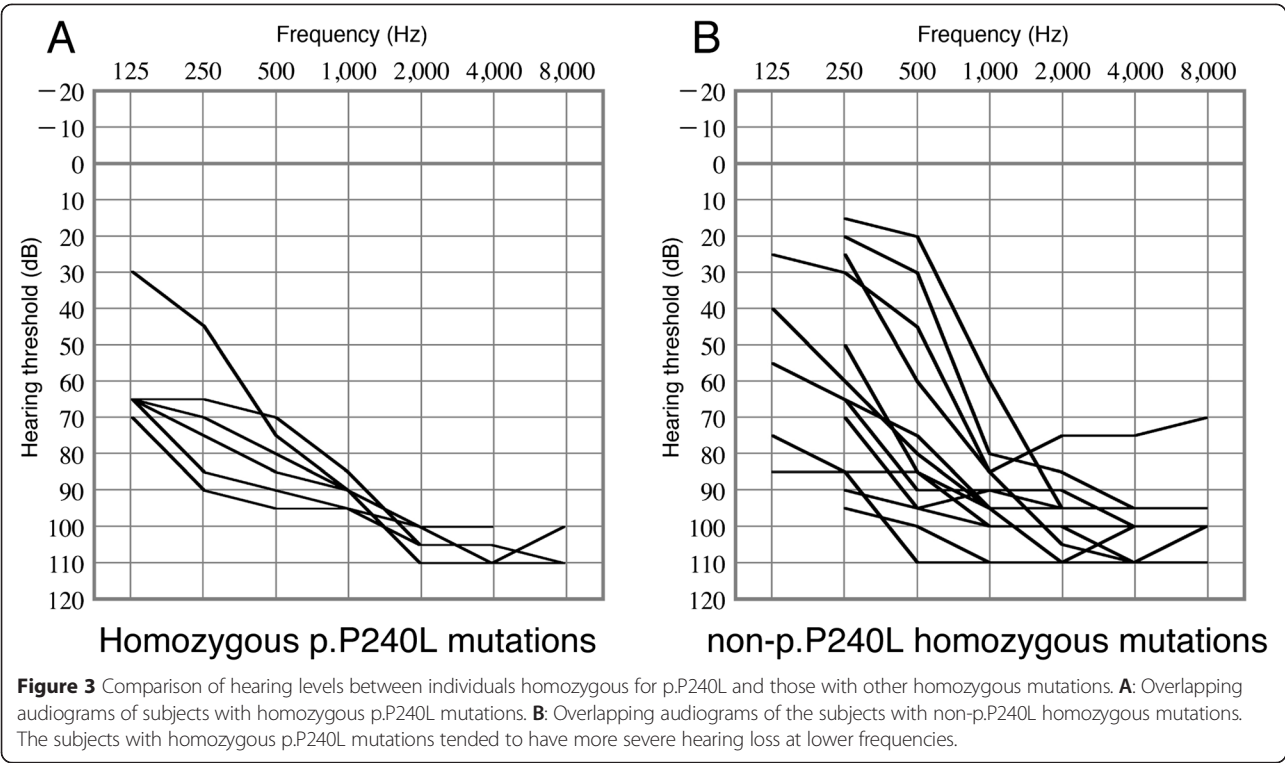 A
Frequency (Hz)
125 250 500 1,000 2,000 4,000 8,000
−20
−10
0
10
20
30
40
50
60
70
80
90
100
110
120
Hearing threshold (dB)
Homozygous p.P240L mutations
B
Frequency (Hz)
125 250 500 1,000 2,000 4,000 8,000
−20
−10
0
10
20
30
40
50
60
70
80
90
100
110
120
Hearing threshold (dB)
non-p.P240L homozygous mutations
Figure 3 Comparison of hearing levels between individuals homozygous for p.P240L and those with other homozygous mutations. A: Overlapping
audiograms of subjects with homozygous p.P240L mutations. B: Overlapping audiograms of the subjects with non-p.P240L homozygous mutations.
The subjects with homozygous p.P240L mutations tended to have more severe hearing loss at lower frequencies.